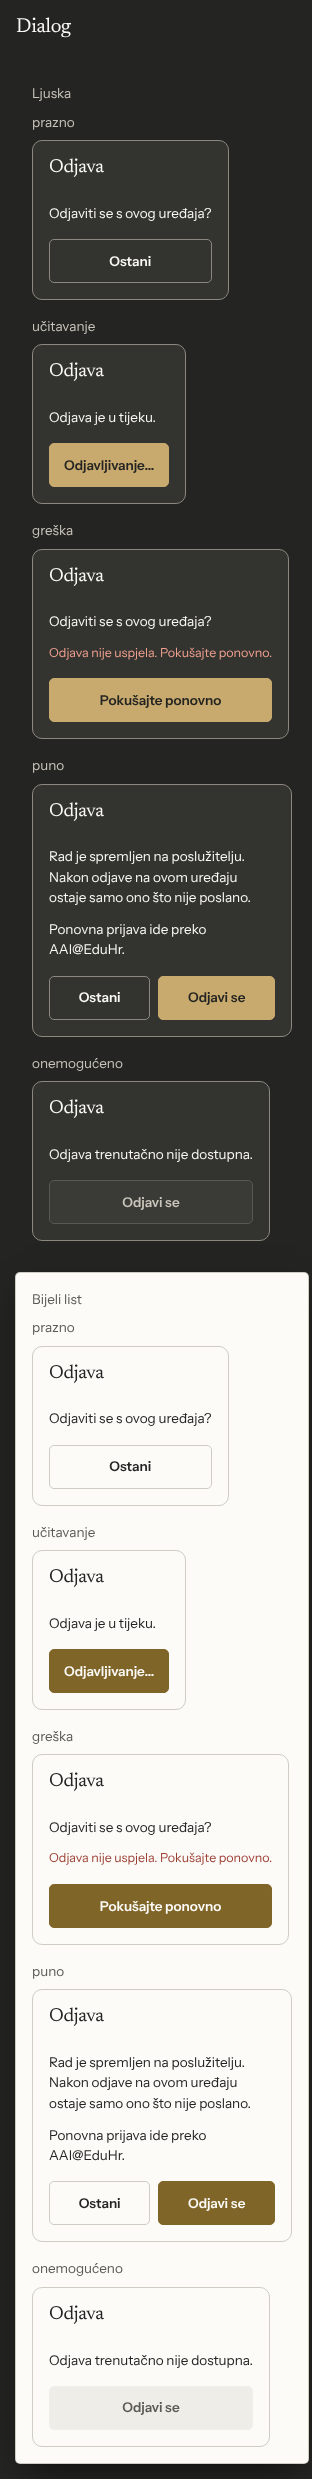 Dialog
Ljuska
prazno
Odjava
Odjaviti se s ovog uređaja?
Ostani
učitavanje
Odjava
Odjava je u tijeku.
Odjavljivanje…
greška
Odjava
Odjaviti se s ovog uređaja?
Odjava nije uspjela. Pokušajte ponovno.
Pokušajte ponovno
puno
Odjava
Rad je spremljen na poslužitelju.
Nakon odjave na ovom uređaju
ostaje samo ono što nije poslano.
Ponovna prijava ide preko
AAI@EduHr.
Ostani
Odjavi se
onemogućeno
Odjava
Odjava trenutačno nije dostupna.
Odjavi se
Bijeli list
prazno
Odjava
Odjaviti se s ovog uređaja?
Ostani
učitavanje
Odjava
Odjava je u tijeku.
Odjavljivanje…
greška
Odjava
Odjaviti se s ovog uređaja?
Odjava nije uspjela. Pokušajte ponovno.
Pokušajte ponovno
puno
Odjava
Rad je spremljen na poslužitelju.
Nakon odjave na ovom uređaju
ostaje samo ono što nije poslano.
Ponovna prijava ide preko
AAI@EduHr.
Ostani
Odjavi se
onemogućeno
Odjava
Odjava trenutačno nije dostupna.
Odjavi se